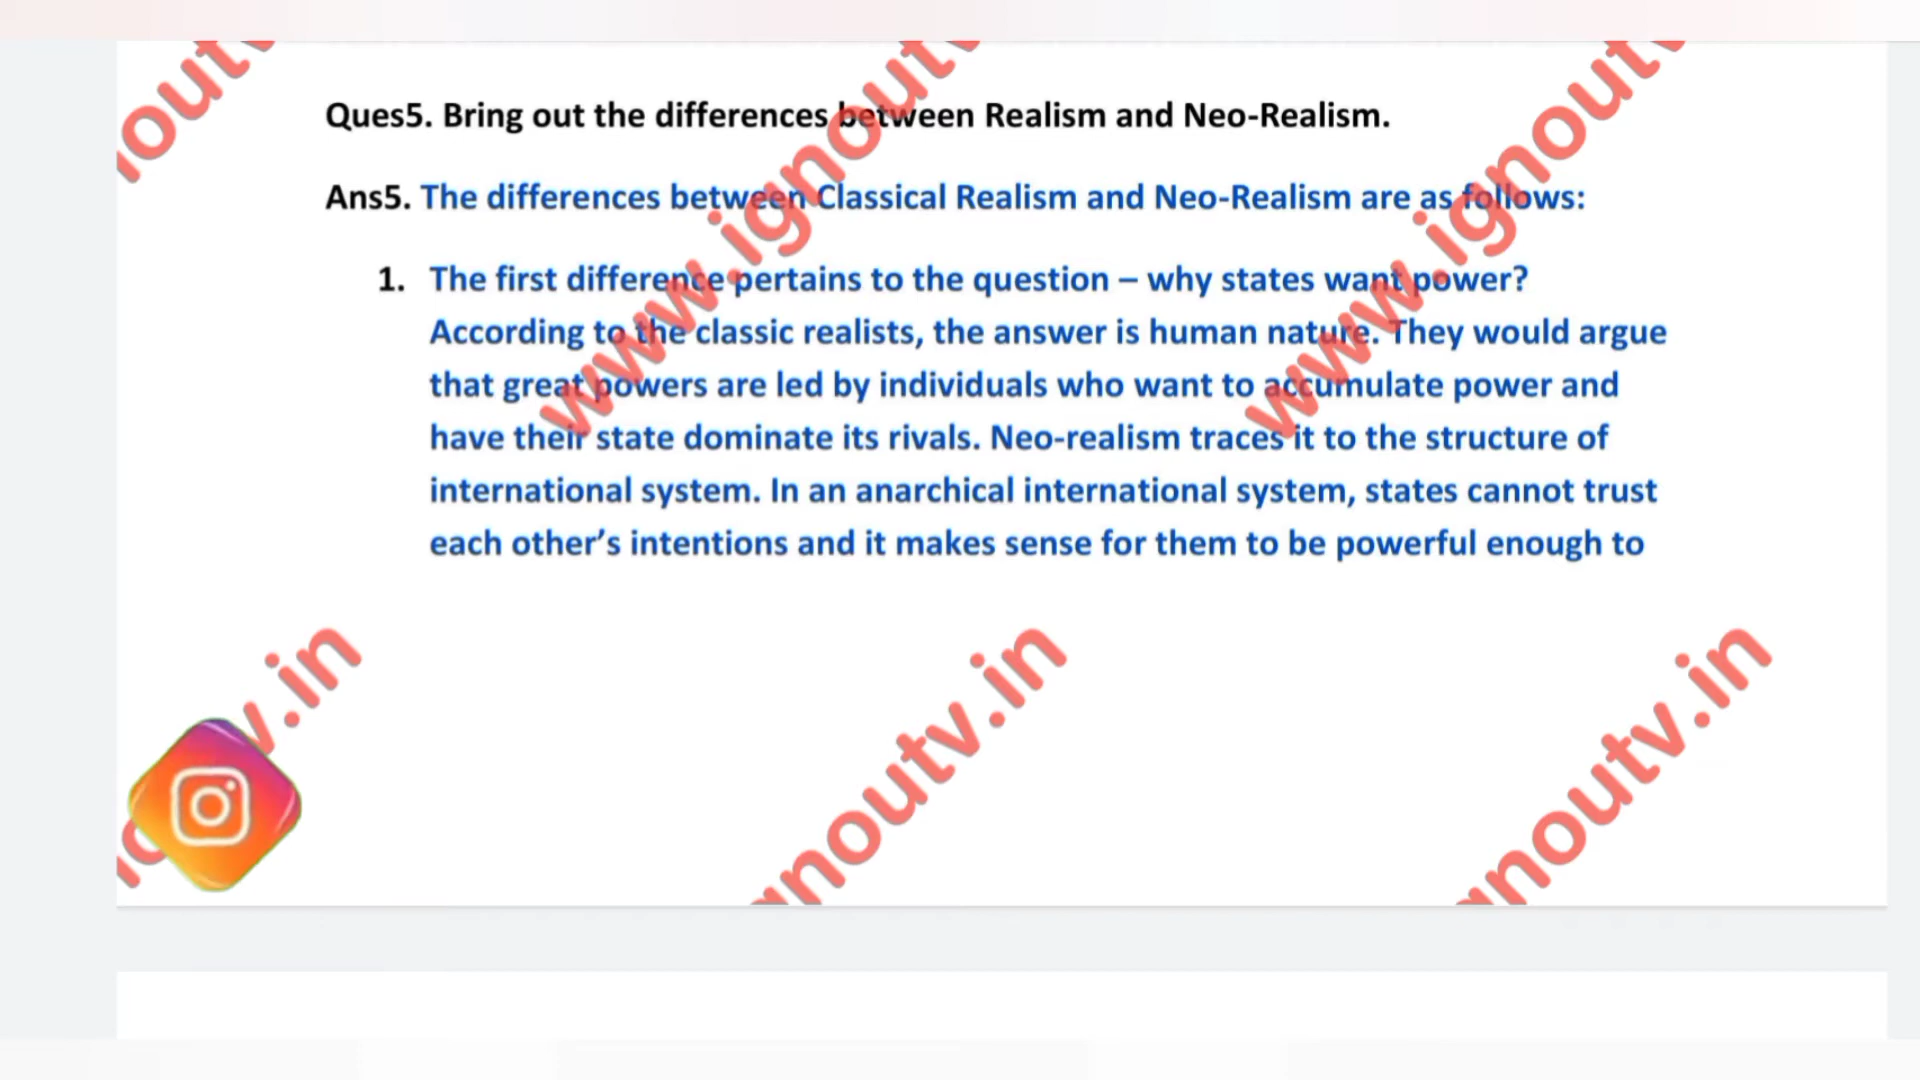 Ques5. Bring out the differences between Realism and Neo-Realism.
Ans5. The differences between Classical Realism and Neo-Realism are as follows:
1. The first difference pertains to the question – why states want power?
According to the classic realists, the answer is human nature. They would argue
that great powers are led by individuals who want to accumulate power and
have their state dominate its rivals. Neo-realism traces it to the structure of
international system. In an anarchical international system, states cannot trust
each other’s intentions and it makes sense for them to be powerful enough to
nout
www.ignoutv
www.ignoutv
v.in
gnoutv.in
gnoutv.in